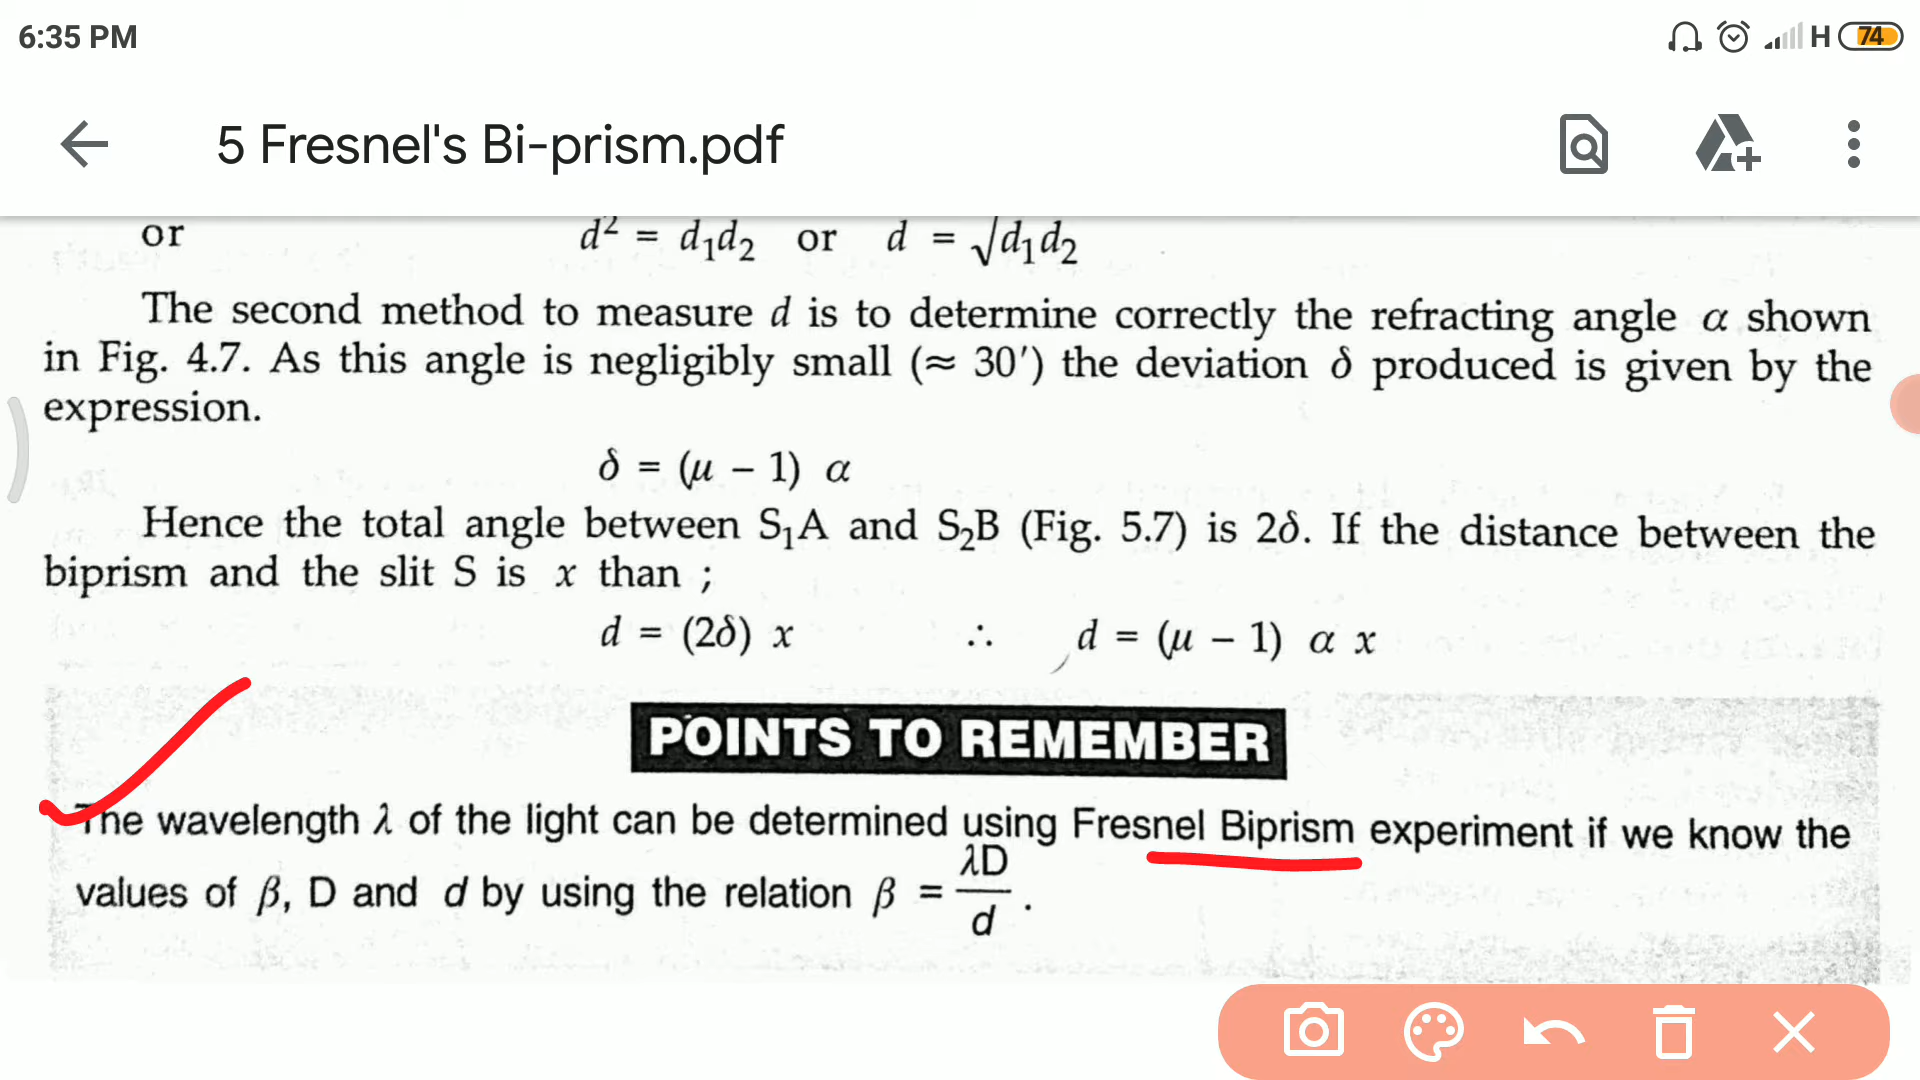 6:35 PM
H 74
5 Fresnel's Bi-prism.pdf
or d² = d₁d₂ or d = √d₁d₂
The second method to measure d is to determine correctly the refracting angle α shown
in Fig. 4.7. As this angle is negligibly small (≈ 30′) the deviation δ produced is given by the
expression.
δ = (μ – 1) α
Hence the total angle between S₁A and S₂B (Fig. 5.7) is 2δ. If the distance between the
biprism and the slit S is x than ;
d = (2δ) x ∴ d = (μ – 1) α x
POINTS TO REMEMBER
The wavelength λ of the light can be determined using Fresnel Biprism experiment if we know the
values of β, D and d by using the relation β = λD/d .